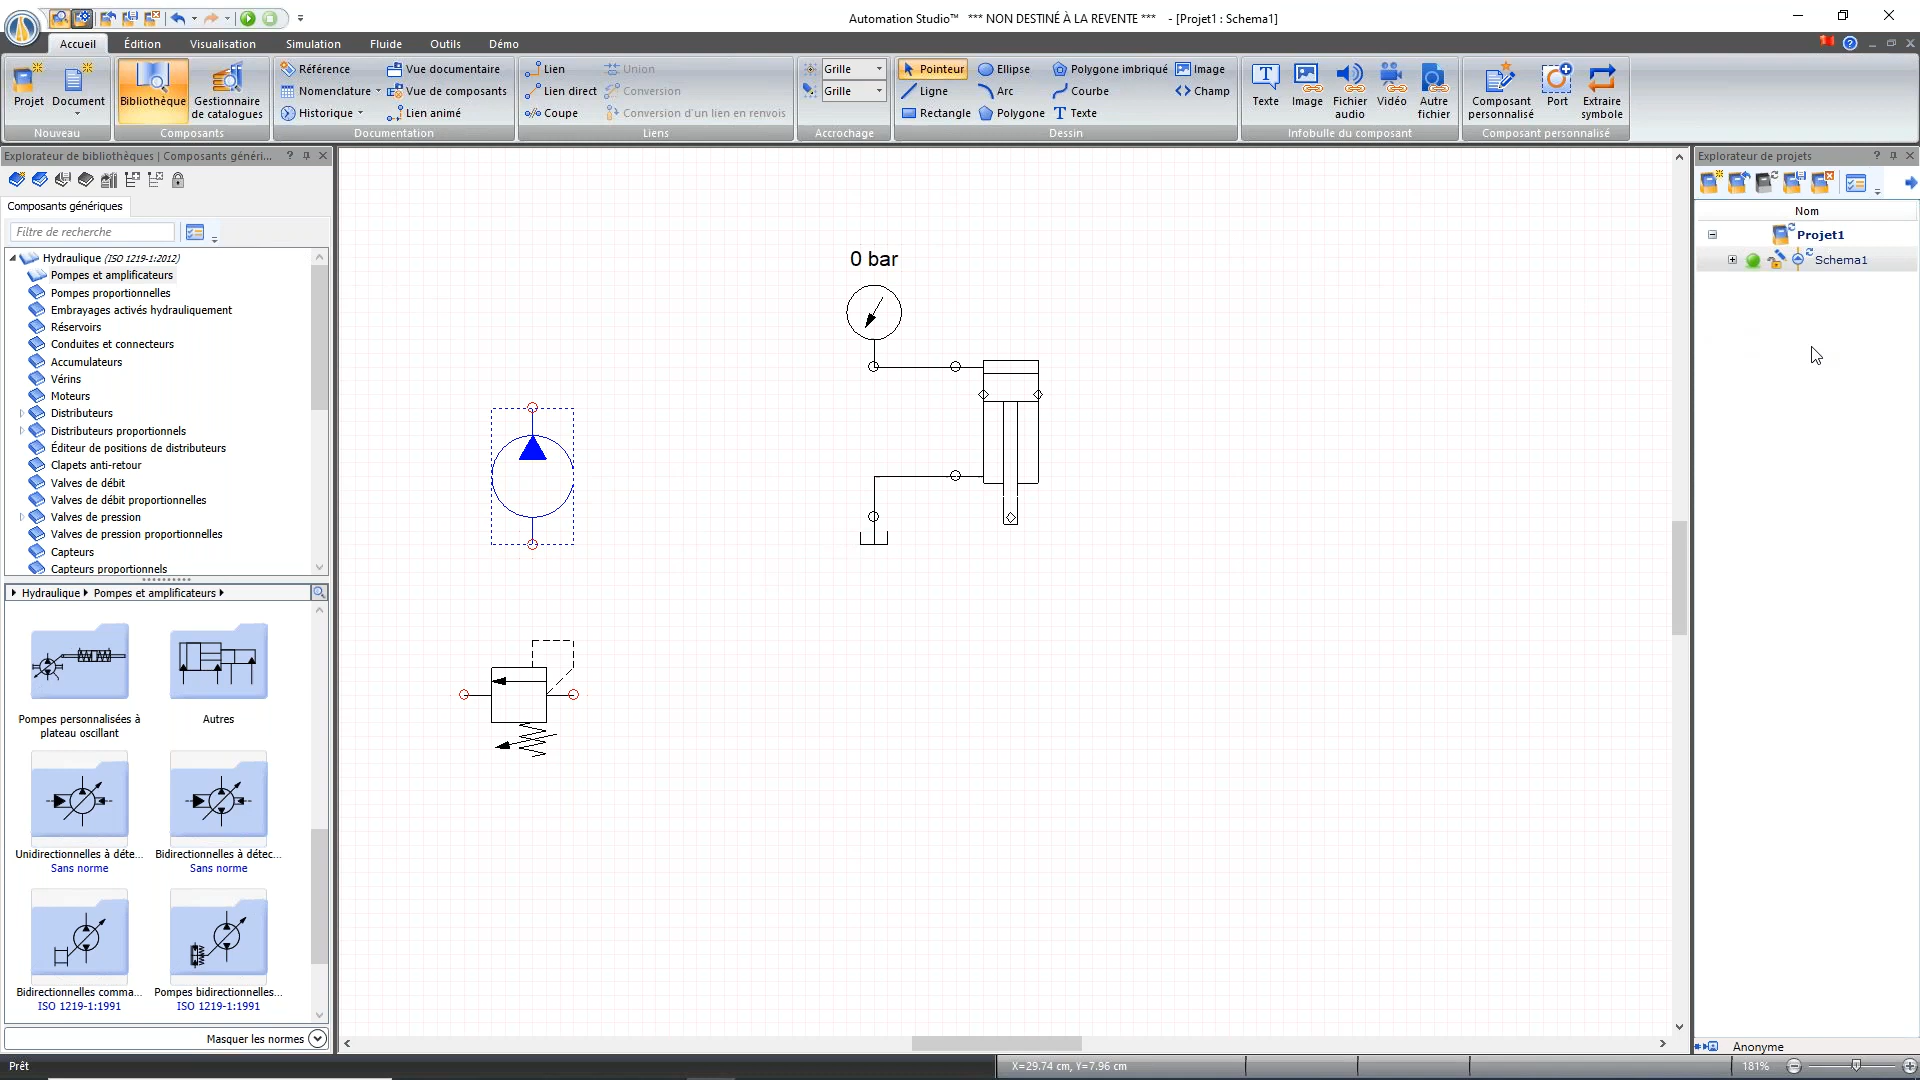 Automation Studio™ *** NON DESTINÉ À LA REVENTE *** - [Projet1 : Schema1]
Accueil Édition Visualisation Simulation Fluide Outils Démo
Projet Document
Nouveau
Bibliothèque Gestionnaire de catalogues
Composants
Référence Vue documentaire
Nomenclature Vue de composants
Historique Lien animé
Documentation
Lien Union
Lien direct Conversion
Coupe Conversion d'un lien en renvois
Liens
Grille
Grille
Accrochage
Pointeur Ellipse Polygone imbriqué Image
Ligne Arc Courbe Champ
Rectangle Polygone Texte
Dessin
Texte Image Fichier audio Vidéo Autre fichier
Infobulle du composant
Composant personnalisé Port Extraire symbole
Composant personnalisé
Explorateur de bibliothèques | Composants généri...
Composants génériques
Filtre de recherche
Hydraulique (ISO 1219-1:2012)
Pompes et amplificateurs
Pompes proportionnelles
Embrayages activés hydrauliquement
Réservoirs
Conduites et connecteurs
Accumulateurs
Vérins
Moteurs
Distributeurs
Distributeurs proportionnels
Éditeur de positions de distributeurs
Clapets anti-retour
Valves de débit
Valves de débit proportionnelles
Valves de pression
Valves de pression proportionnelles
Capteurs
Capteurs proportionnels
Hydraulique Pompes et amplificateurs
Pompes personnalisées à plateau oscillant
Autres
Unidirectionnelles à déte...
Sans norme
Bidirectionnelles à détec...
Sans norme
Bidirectionnelles comma...
ISO 1219-1:1991
Pompes bidirectionnelles...
ISO 1219-1:1991
Masquer les normes
0 bar
Explorateur de projets
Nom
Projet1
Schema1
Anonyme
Prêt
X=29.74 cm, Y=7.96 cm
181%